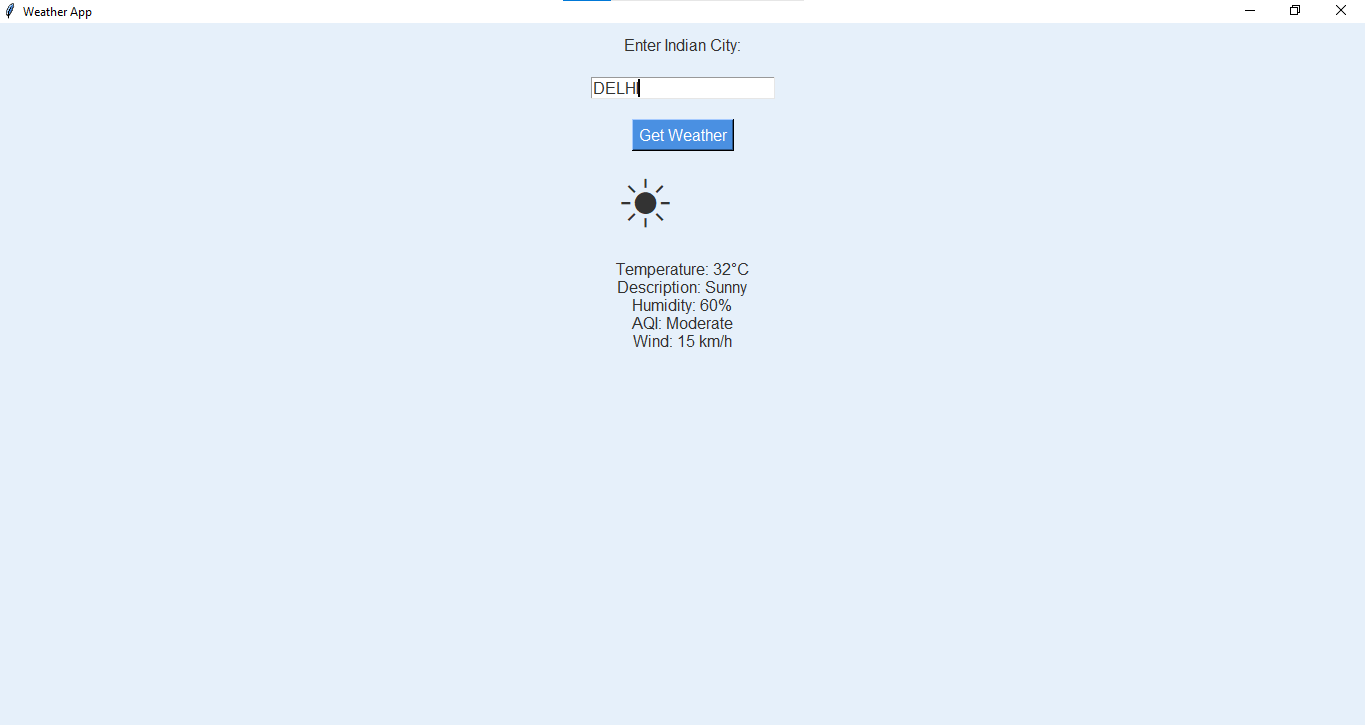 Weather App
Enter Indian City:
DELHI
Get Weather
Temperature: 32°C
Description: Sunny
Humidity: 60%
AQI: Moderate
Wind: 15 km/h